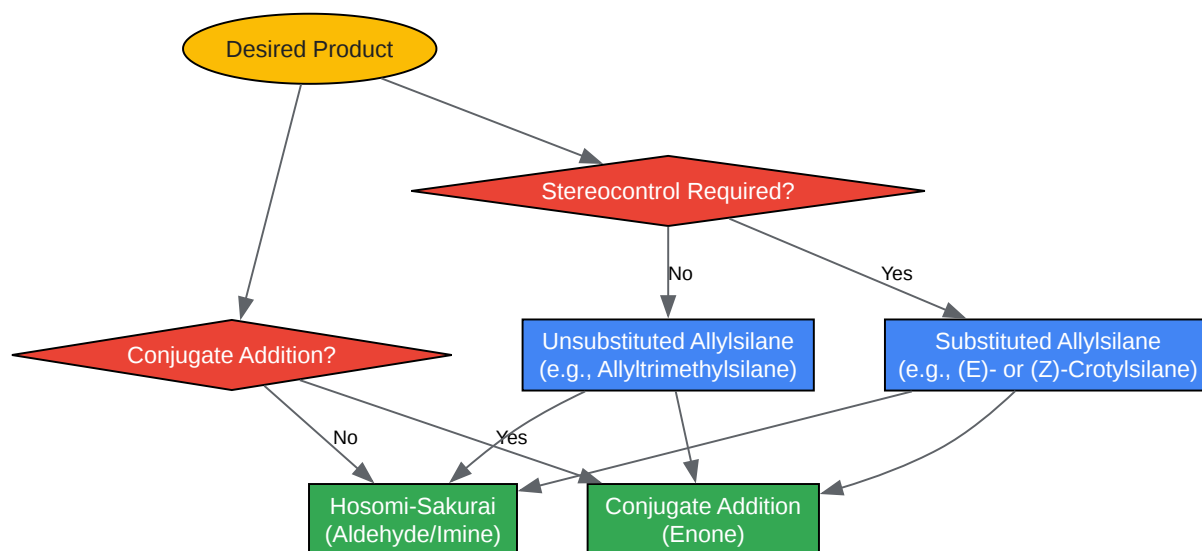 Desired Product
Stereocontrol Required?
No
Yes
Conjugate Addition?
Unsubstituted Allylsilane
(e.g., Allyltrimethylsilane)
Substituted Allylsilane
(e.g., (E)- or (Z)-Crotylsilane)
No
Yes
Hosomi-Sakurai
(Aldehyde/Imine)
Conjugate Addition
(Enone)